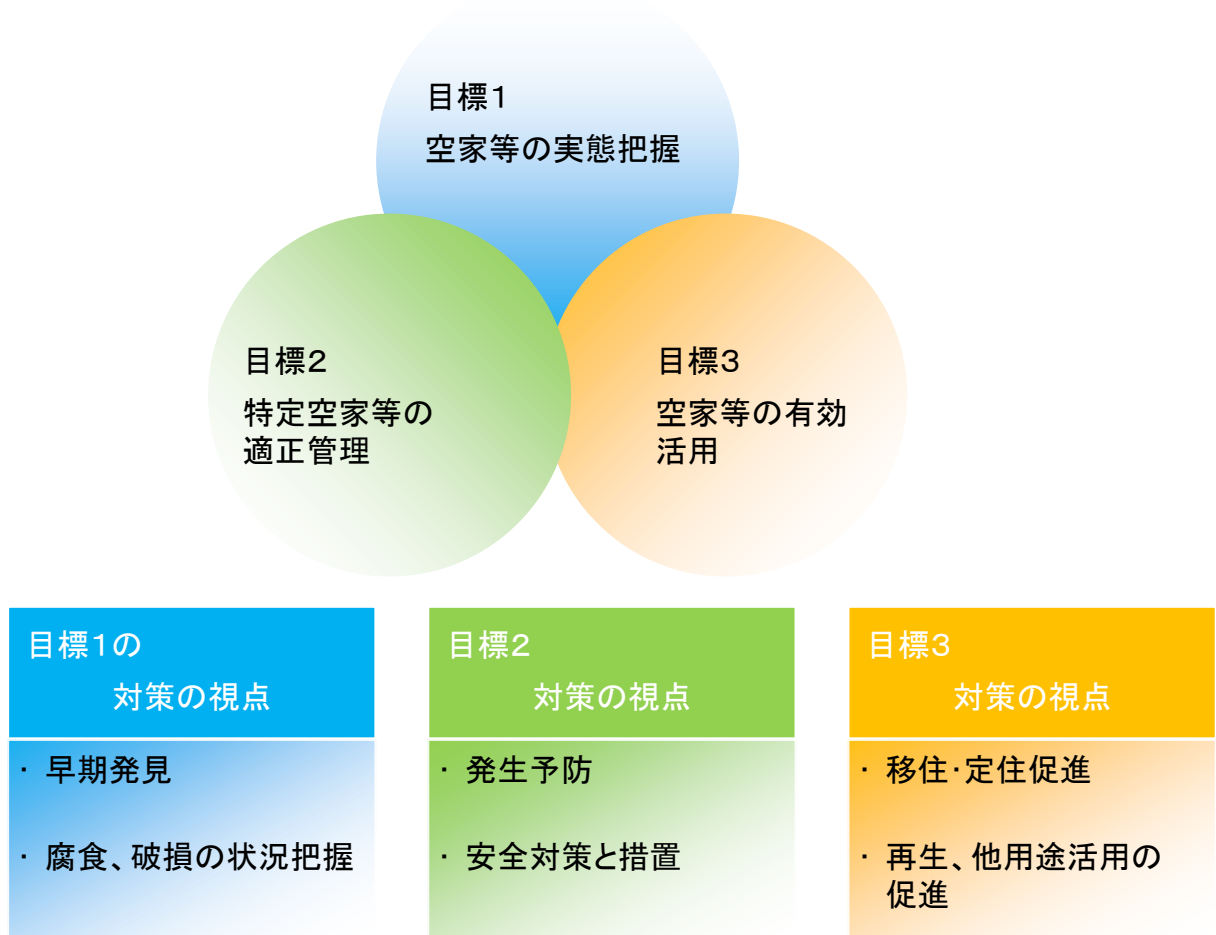 目標１
空家等の実態把握
目標２
特定空家等の
適正管理
目標３
空家等の有効
活用
目標１の
対策の視点
・ 早期発見
・ 腐食、破損の状況把握
目標２
対策の視点
・ 発生予防
・ 安全対策と措置
目標３
対策の視点
・ 移住・定住促進
・ 再生、他用途活用の
促進